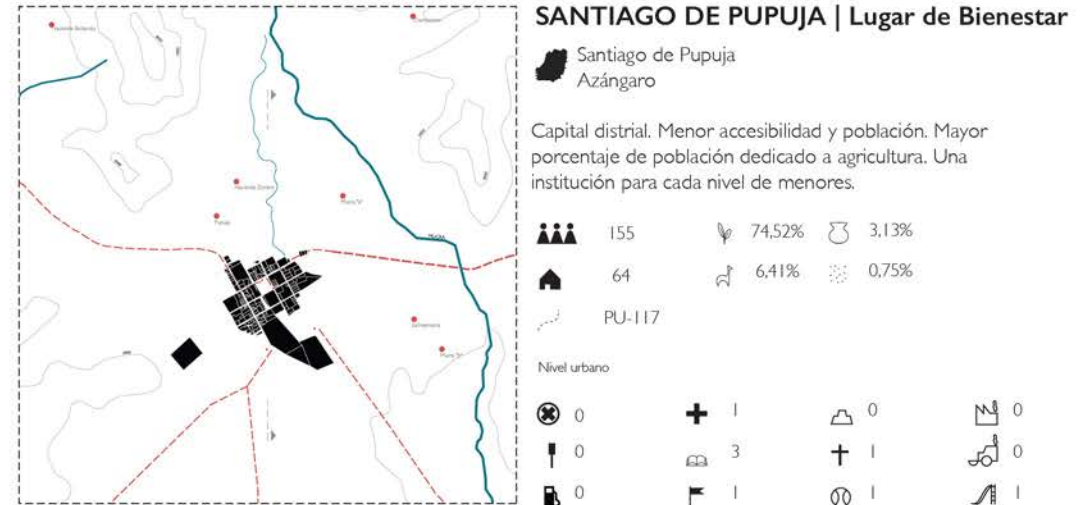 SANTIAGO DE PUPUJA | Lugar de Bienestar
Santiago de Pupuja
Azángaro
Capital distrial. Menor accesibilidad y población. Mayor
porcentaje de población dedicado a agricultura. Una
institución para cada nivel de menores.
155
74,52%
3,13%
64
6,41%
0,75%
PU-117
Nivel urbano
0
1
0
0
0
3
1
0
0
1
1
1